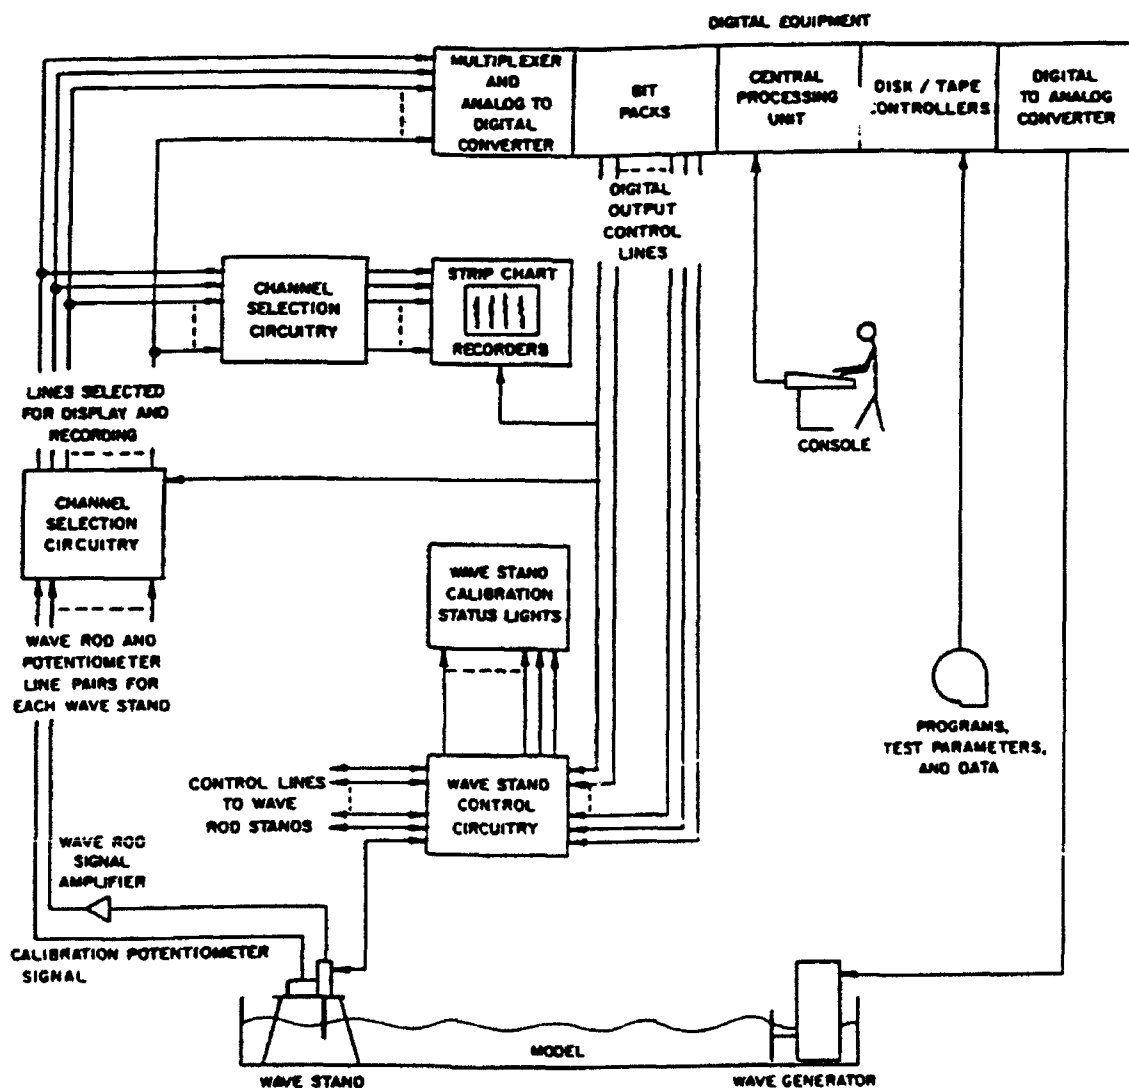 DIGITAL EQUIPMENT
MULTIPLEXER
AND
ANALOG TO
DIGITAL
CONVERTER
BIT
PACKS
CENTRAL
PROCESSING
UNIT
DISK / TAPE
CONTROLLERS
DIGITAL
TO ANALOG
CONVERTER
DIGITAL
OUTPUT
CONTROL
LINES
CHANNEL
SELECTION
CIRCUITRY
STRIP CHART
RECORDERS
LINES SELECTED
FOR DISPLAY AND
RECORDING
CONSOLE
CHANNEL
SELECTION
CIRCUITRY
WAVE STAND
CALIBRATION
STATUS LIGHTS
WAVE ROD AND
POTENTIOMETER
LINE PAIRS FOR
EACH WAVE STAND
PROGRAMS,
TEST PARAMETERS,
AND DATA
CONTROL LINES
TO WAVE
ROD STANDS
WAVE STAND
CONTROL
CIRCUITRY
WAVE ROD
SIGNAL
AMPLIFIER
CALIBRATION POTENTIOMETER
SIGNAL
MODEL
WAVE STAND
WAVE GENERATOR